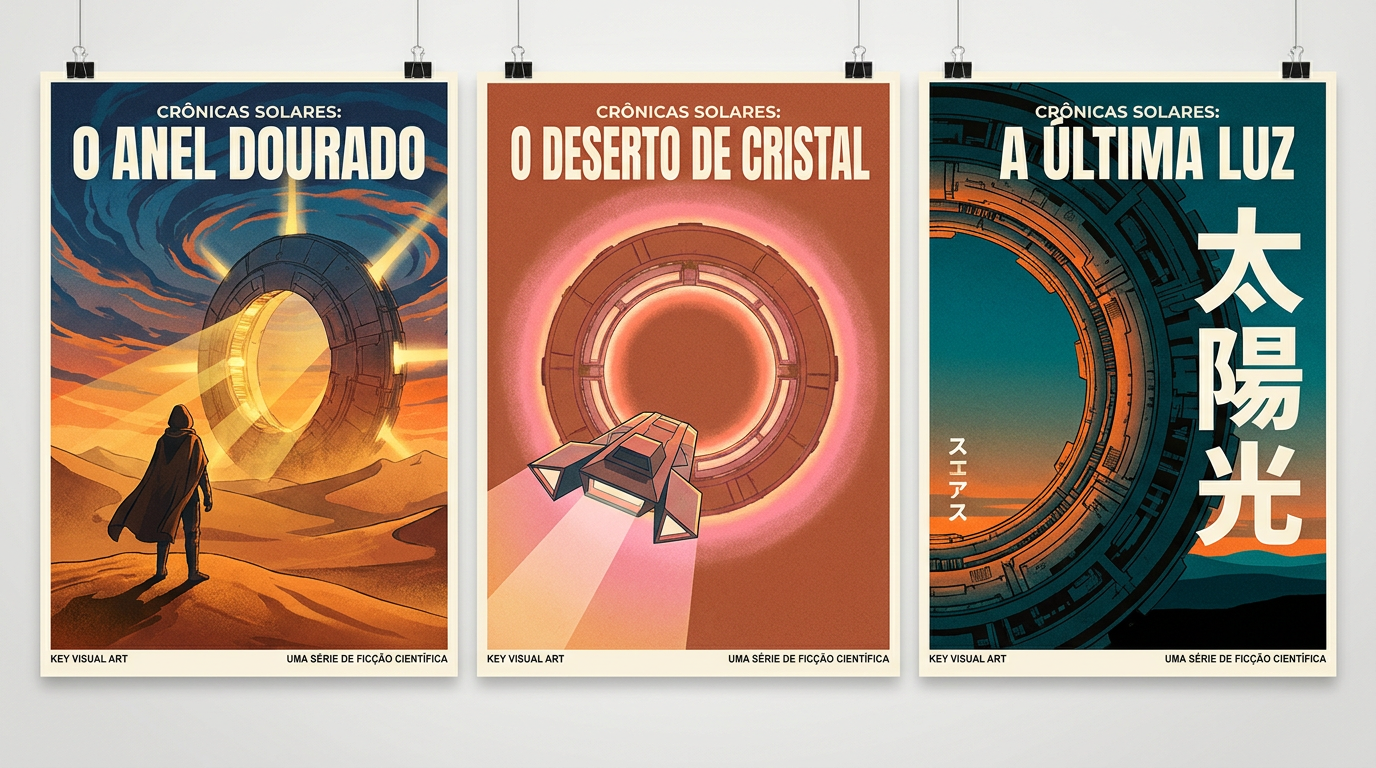 CRÔNICAS SOLARES:
O ANEL DOURADO
KEY VISUAL ART
UMA SÉRIE DE FICÇÃO CIENTÍFICA
CRÔNICAS SOLARES:
O DESERTO DE CRISTAL
KEY VISUAL ART
UMA SÉRIE DE FICÇÃO CIENTÍFICA
CRÔNICAS SOLARES:
A ÚLTIMA LUZ
太陽光
スエアス
KEY VISUAL ART
UMA SÉRIE DE FICÇÃO CIENTÍFICA